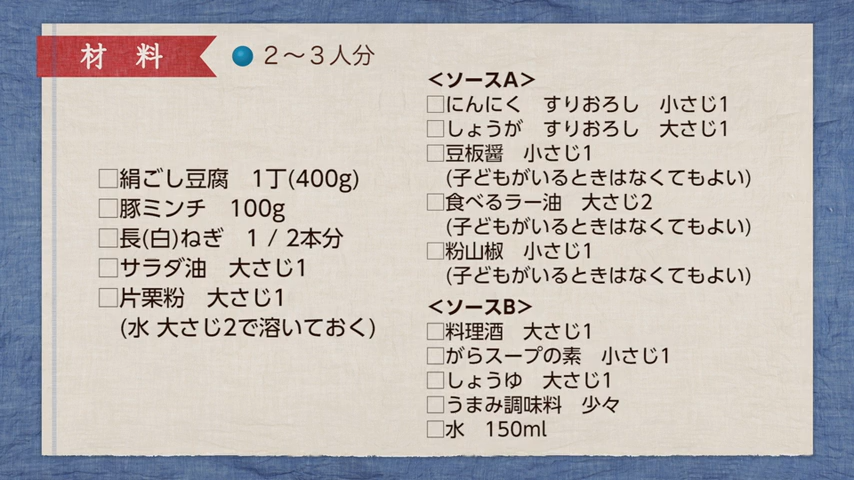 材 料
2～3人分
□絹ごし豆腐　1丁(400g)
□豚ミンチ　100g
□長(白)ねぎ　1 / 2本分
□サラダ油　大さじ1
□片栗粉　大さじ1
(水 大さじ2で溶いておく)
<ソースA>
□にんにく　すりおろし　小さじ1
□しょうが　すりおろし　大さじ1
□豆板醤　小さじ1
(子どもがいるときはなくてもよい)
□食べるラー油　大さじ2
(子どもがいるときはなくてもよい)
□粉山椒　小さじ1
(子どもがいるときはなくてもよい)
<ソースB>
□料理酒　大さじ1
□がらスープの素　小さじ1
□しょうゆ　大さじ1
□うまみ調味料　少々
□水　150ml